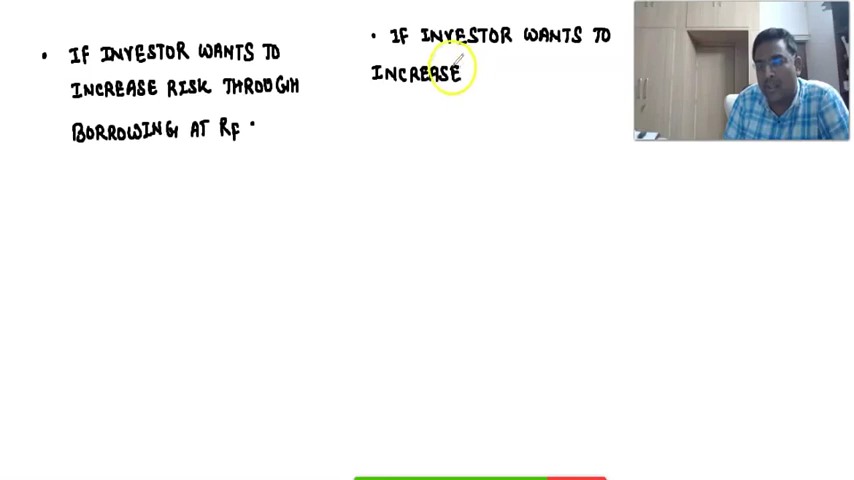 • IF INVESTOR WANTS TO
INCREASE RISK THROUGH
BORROWING AT RF •
• IF INVESTOR WANTS TO
INCREASE